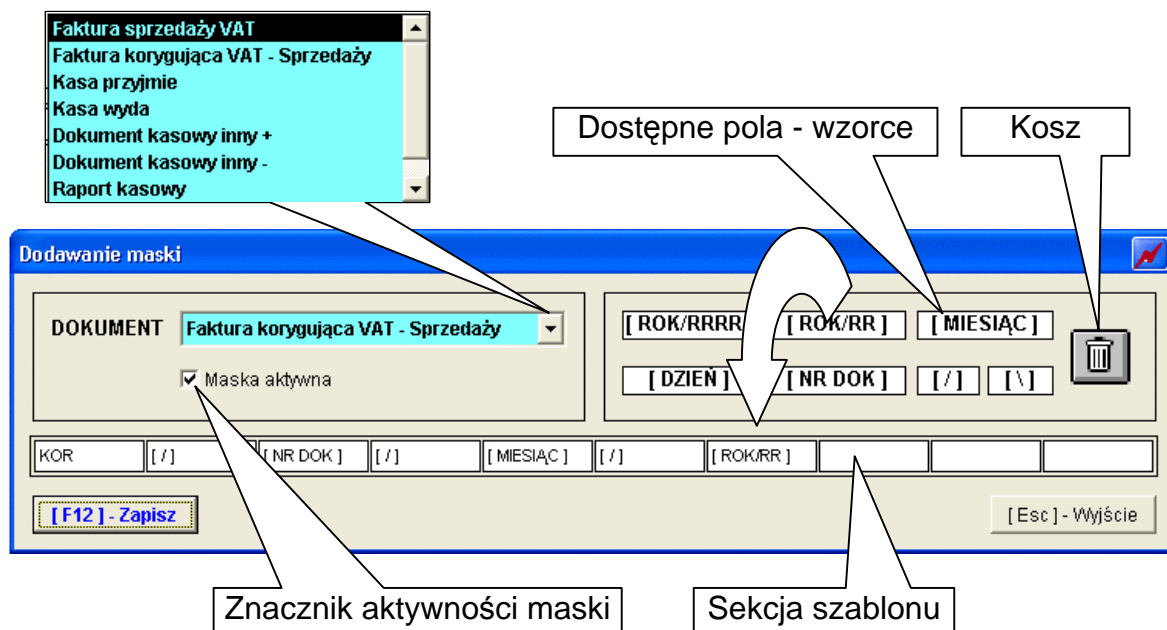 Faktura sprzedaży VAT
Faktura korygująca VAT - Sprzedaży
Kasa przyjmie
Kasa wyda
Dokument kasowy inny +
Dokument kasowy inny -
Raport kasowy
Dostępne pola - wzorce
Kosz
Dodawanie maski
DOKUMENT Faktura korygująca VAT - Sprzedaży
Maska aktywna
[ ROK/RRRR [ ROK/RR ] [ MIESIĄC ]
[ DZIEŃ ] [ NR DOK ] [ / ] [ \ ]
KOR [ / ] [ NR DOK ] [ / ] [ MIESIĄC ] [ / ] [ ROK/RR ]
[ F12 ] - Zapisz
[ Esc ] - Wyjście
Znacznik aktywności maski
Sekcja szablonu